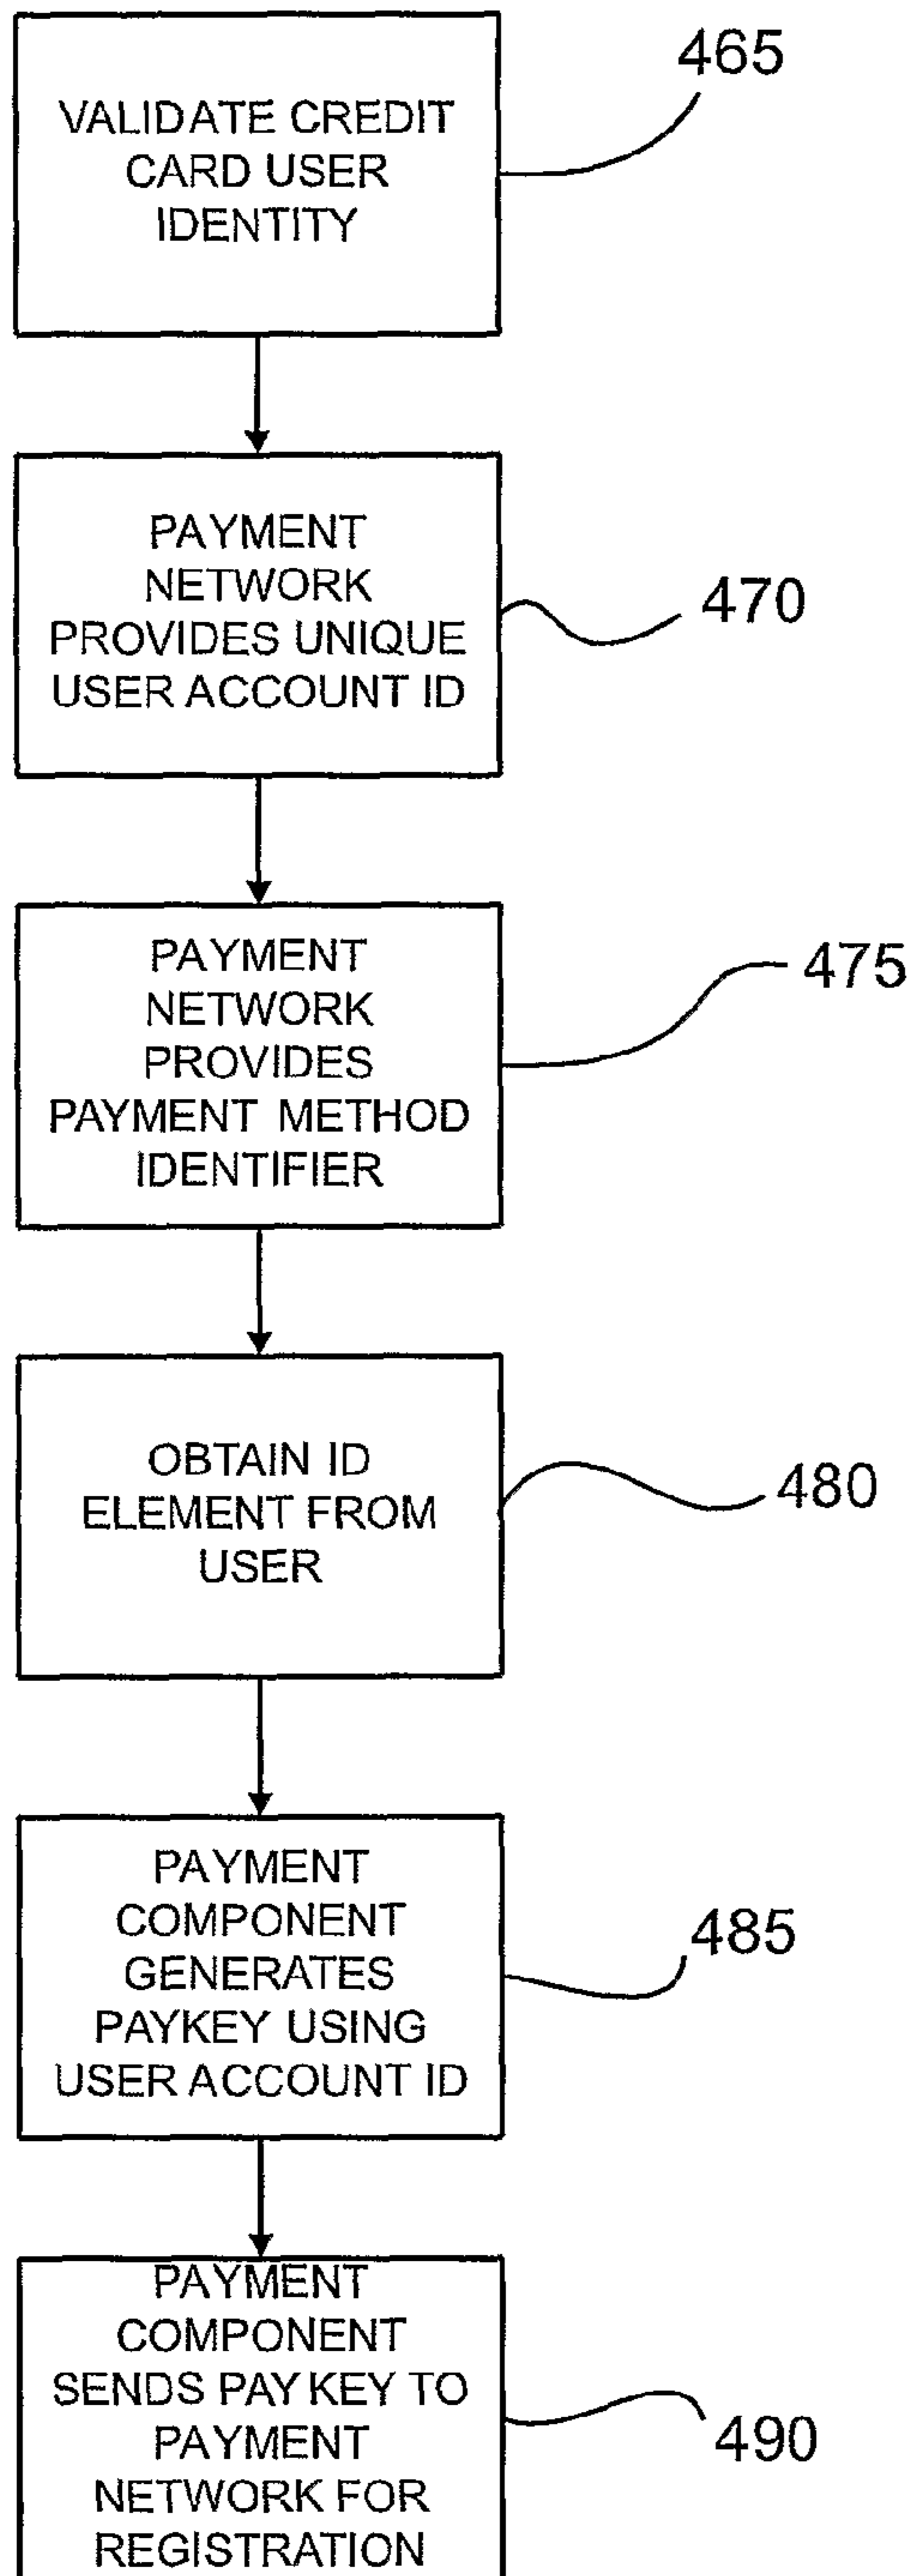 VALIDATE CREDIT
CARD USER
IDENTITY
465
PAYMENT
NETWORK
PROVIDES UNIQUE
USER ACCOUNT ID
470
PAYMENT
NETWORK
PROVIDES
PAYMENT METHOD
IDENTIFIER
475
OBTAIN ID
ELEMENT FROM
USER
480
PAYMENT
COMPONENT
GENERATES
PAYKEY USING
USER ACCOUNT ID
485
PAYMENT
COMPONENT
SENDS PAYKEY TO
PAYMENT
NETWORK FOR
REGISTRATION
490